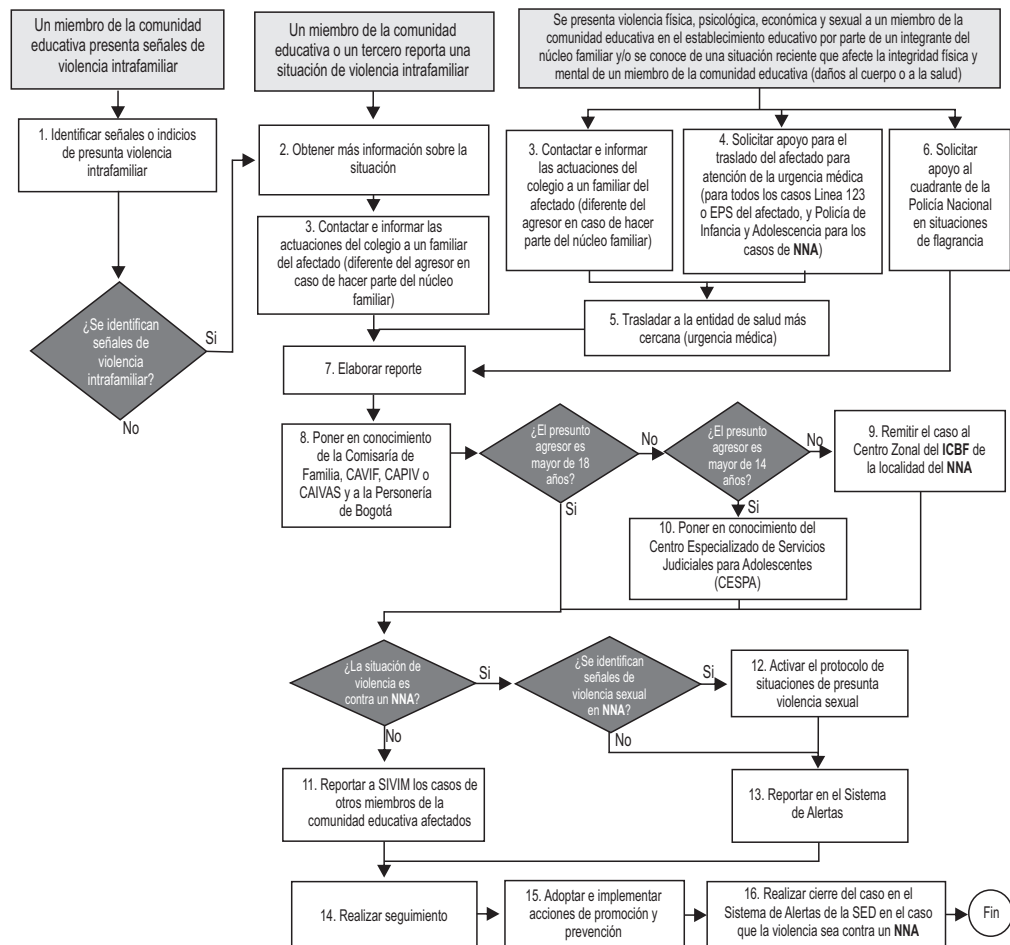 Un miembro de la comunidad
educativa presenta señales de
violencia intrafamiliar
Un miembro de la comunidad
educativa o un tercero reporta una
situación de violencia intrafamiliar
Se presenta violencia física, psicológica, económica y sexual a un miembro de la
comunidad educativa en el establecimiento educativo por parte de un integrante del
núcleo familiar y/o se conoce de una situación reciente que afecte la integridad física y
mental de un miembro de la comunidad educativa (daños al cuerpo o a la salud)
1. Identificar señales o indicios
de presunta violencia
intrafamiliar
2. Obtener más información sobre la
situación
3. Contactar e informar
las actuaciones del
colegio a un familiar del
afectado (diferente del
agresor en caso de hacer
parte del núcleo familiar)
4. Solicitar apoyo para el
traslado del afectado para
atención de la urgencia médica
(para todos los casos Linea 123
o EPS del afectado, y Policía de
Infancia y Adolescencia para los
casos de NNA)
6. Solicitar
apoyo al
cuadrante de la
Policía Nacional
en situaciones
de flagrancia
3. Contactar e informar las
actuaciones del colegio a un familiar
del afectado (diferente del agresor en
caso de hacer parte del núcleo
familiar)
¿Se identifican
señales de
violencia
intrafamiliar?
Si
No
5. Trasladar a la entidad de salud más
cercana (urgencia médica)
7. Elaborar reporte
8. Poner en conocimiento
de la Comisaría de
Familia, CAVIF, CAPIV o
CAIVAS y a la Personería
de Bogotá
¿El presunto
agresor es
mayor de 18
años?
No
Si
¿El presunto
agresor es
mayor de 14
años?
No
Si
9. Remitir el caso al
Centro Zonal del ICBF de
la localidad del NNA
10. Poner en conocimiento del
Centro Especializado de Servicios
Judiciales para Adolescentes
(CESPA)
¿La situación de
violencia es
contra un NNA?
Si
No
¿Se identifican
señales de
violencia sexual
en NNA?
Si
No
12. Activar el protocolo de
situaciones de presunta
violencia sexual
11. Reportar a SIVIM los casos de
otros miembros de la
comunidad educativa afectados
13. Reportar en el Sistema
de Alertas
14. Realizar seguimiento
15. Adoptar e implementar
acciones de promoción y
prevención
16. Realizar cierre del caso en el
Sistema de Alertas de la SED en el caso
que la violencia sea contra un NNA
Fin